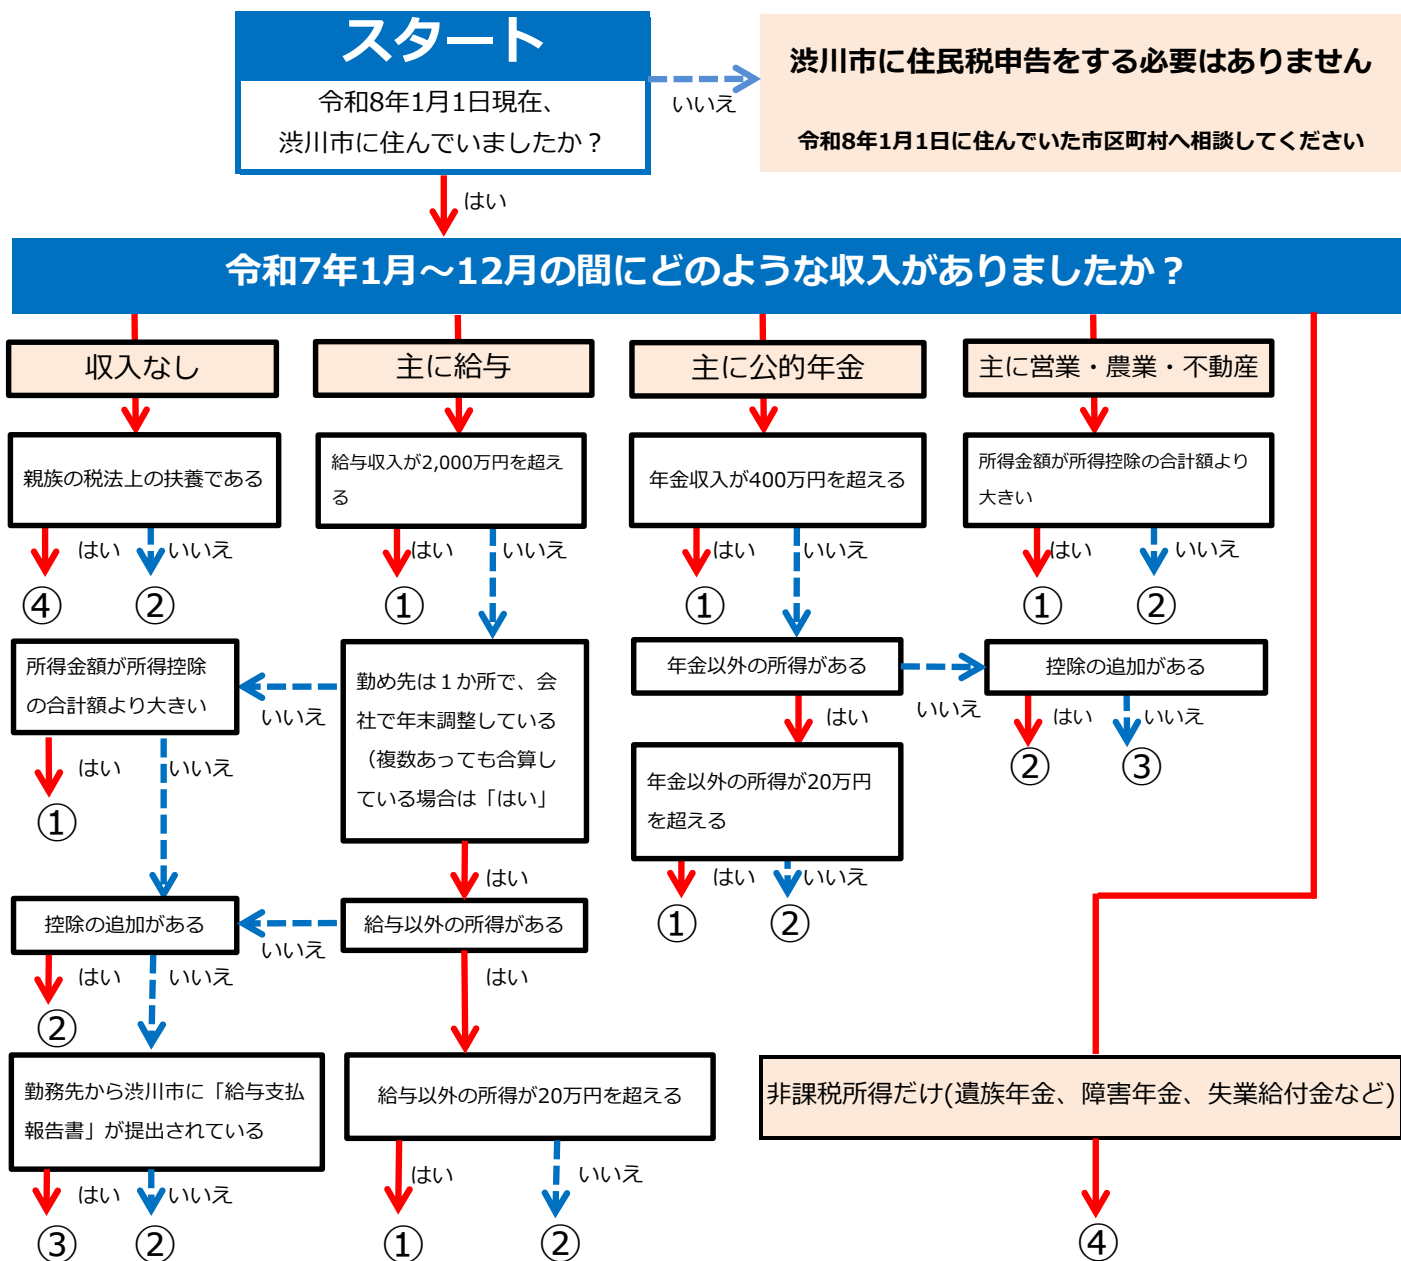 スタート
令和8年1月1日現在、
渋川市に住んでいましたか？
いいえ
渋川市に住民税申告をする必要はありません
令和8年1月1日に住んでいた市区町村へ相談してください
はい
令和7年1月～12月の間にどのような収入がありましたか？
収入なし
主に給与
主に公的年金
主に営業・農業・不動産
親族の税法上の扶養である
給与収入が2,000万円を超え
る
年金収入が400万円を超える
所得金額が所得控除の合計額より
大きい
はい
いいえ
はい
いいえ
はい
いいえ
はい
いいえ
④
②
①
①
①
②
所得金額が所得控除
の合計額より大きい
いいえ
勤め先は１か所で、会
社で年末調整している
（複数あっても合算し
ている場合は「はい」
年金以外の所得がある
いいえ
控除の追加がある
はい
はい
いいえ
②
③
はい
いいえ
①
年金以外の所得が20万円
を超える
はい
はい
いいえ
①
②
控除の追加がある
いいえ
給与以外の所得がある
はい
いいえ
はい
②
勤務先から渋川市に「給与支払
報告書」が提出されている
給与以外の所得が20万円を超える
非課税所得だけ(遺族年金、障害年金、失業給付金など)
はい
いいえ
はい
いいえ
③
②
①
②
④